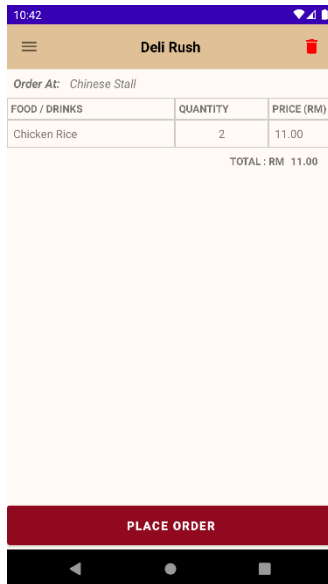 10:42
Deli Rush
Order At: Chinese Stall
FOOD / DRINKS QUANTITY PRICE (RM)
Chicken Rice 2 11.00
TOTAL : RM 11.00
PLACE ORDER